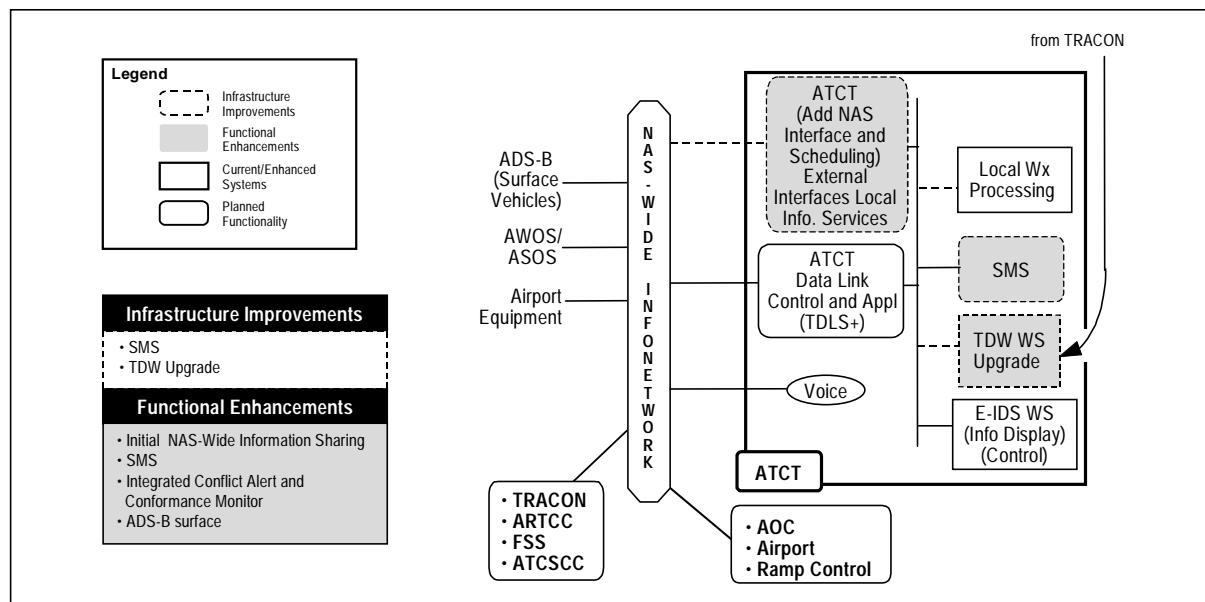 from TRACON
Legend
Infrastructure
Improvements
Functional
Enhancements
Current/Enhanced
Systems
Planned
Functionality
Infrastructure Improvements
· SMS
· TDW Upgrade
Functional Enhancements
· Initial NAS-Wide Information Sharing
· SMS
· Integrated Conflict Alert and
Conformance Monitor
· ADS-B surface
ADS-B
(Surface
Vehicles)
AWOS/
ASOS
Airport
Equipment
NAS-WIDE INFONETWORK
· TRACON
· ARTCC
· FSS
· ATCSCC
· AOC
· Airport
· Ramp Control
ATCT
(Add NAS
Interface and
Scheduling)
External
Interfaces Local
Info. Services
ATCT
Data Link
Control and Appl
(TDLS+)
Voice
ATCT
Local Wx
Processing
SMS
TDW WS
Upgrade
E-IDS WS
(Info Display)
(Control)